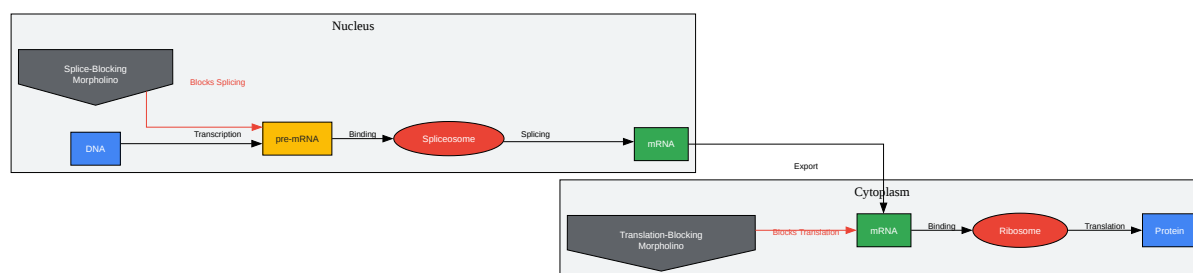 Nucleus
Splice-Blocking
Morpholino
Blocks Splicing
Transcription
Binding
Splicing
DNA
pre-mRNA
Spliceosome
mRNA
Export
Cytoplasm
Translation-Blocking
Morpholino
Blocks Translation
mRNA
Binding
Ribosome
Translation
Protein